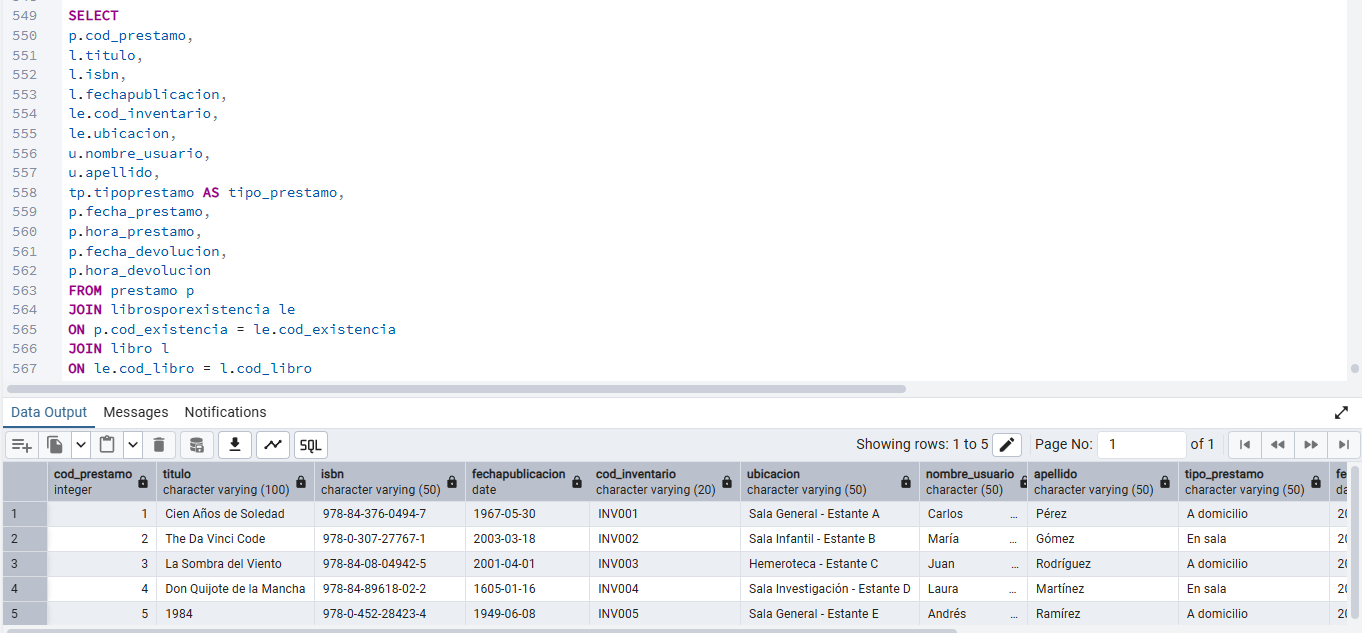 549 SELECT
550 p.cod_prestamo,
551 l.titulo,
552 l.isbn,
553 l.fechapublicacion,
554 le.cod_inventario,
555 le.ubicacion,
556 u.nombre_usuario,
557 u.apellido,
558 tp.tipoprestamo AS tipo_prestamo,
559 p.fecha_prestamo,
560 p.hora_prestamo,
561 p.fecha_devolucion,
562 p.hora_devolucion
563 FROM prestamo p
564 JOIN librosporexistencia le
565 ON p.cod_existencia = le.cod_existencia
566 JOIN libro l
567 ON le.cod_libro = l.cod_libro
Data Output Messages Notifications
SQL Showing rows: 1 to 5 Page No: 1 of 1
cod_prestamo titulo isbn fechapublicacion cod_inventario ubicacion nombre_usuario apellido tipo_prestamo fe
integer character varying (100) character varying (50) date character varying (20) character varying (50) character (50) character varying (50) character varying (50) da
1 1 Cien Años de Soledad 978-84-376-0494-7 1967-05-30 INV001 Sala General - Estante A Carlos ... Pérez A domicilio 20
2 2 The Da Vinci Code 978-0-307-27767-1 2003-03-18 INV002 Sala Infantil - Estante B María ... Gómez En sala 20
3 3 La Sombra del Viento 978-84-08-04942-5 2001-04-01 INV003 Hemeroteca - Estante C Juan ... Rodríguez A domicilio 20
4 4 Don Quijote de la Mancha 978-84-89618-02-2 1605-01-16 INV004 Sala Investigación - Estante D Laura ... Martínez En sala 20
5 5 1984 978-0-452-28423-4 1949-06-08 INV005 Sala General - Estante E Andrés ... Ramírez A domicilio 20